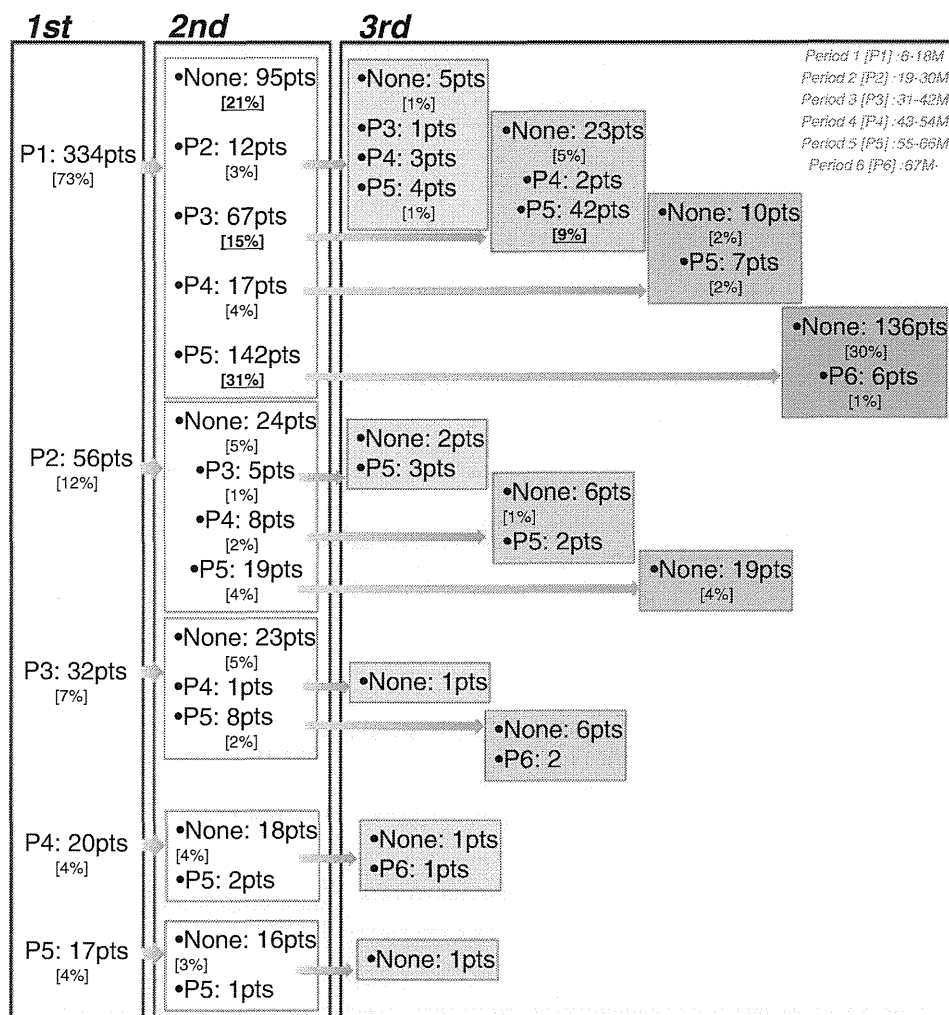 1st
2nd
3rd
Period 1 [P1] :6-18M
Period 2 [P2] :19-30M
Period 3 [P3] :31-42M
Period 4 [P4] :43-54M
Period 5 [P5] :55-66M
Period 6 [P6] :67M-
P1: 334pts
[73%]
•None: 95pts
[21%]
•P2: 12pts
[3%]
•P3: 67pts
[15%]
•P4: 17pts
[4%]
•P5: 142pts
[31%]
•None: 5pts
[1%]
•P3: 1pts
•P4: 3pts
•P5: 4pts
[1%]
•None: 23pts
[5%]
•P4: 2pts
•P5: 42pts
[9%]
•None: 10pts
[2%]
•P5: 7pts
[2%]
•None: 136pts
[30%]
•P6: 6pts
[1%]
P2: 56pts
[12%]
•None: 24pts
[5%]
•P3: 5pts
[1%]
•P4: 8pts
[2%]
•P5: 19pts
[4%]
•None: 2pts
•P5: 3pts
•None: 6pts
[1%]
•P5: 2pts
•None: 19pts
[4%]
P3: 32pts
[7%]
•None: 23pts
[5%]
•P4: 1pts
•P5: 8pts
[2%]
•None: 1pts
•None: 6pts
•P6: 2
P4: 20pts
[4%]
•None: 18pts
[4%]
•P5: 2pts
•None: 1pts
•P6: 1pts
P5: 17pts
[4%]
•None: 16pts
[3%]
•P5: 1pts
•None: 1pts